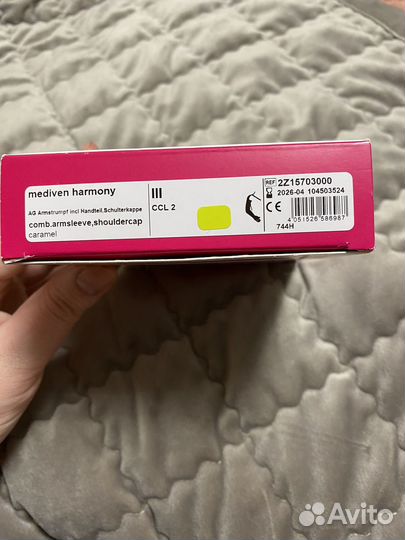 mediven harmony
AG Armstrumpf incl Handteil,Schulterkappe
comb.armsleeve,shouldercap
caramel
III
CCL 2
REF 2Z15703000
2026-04 104503524
CE
4 051526 586987
744H
Avito